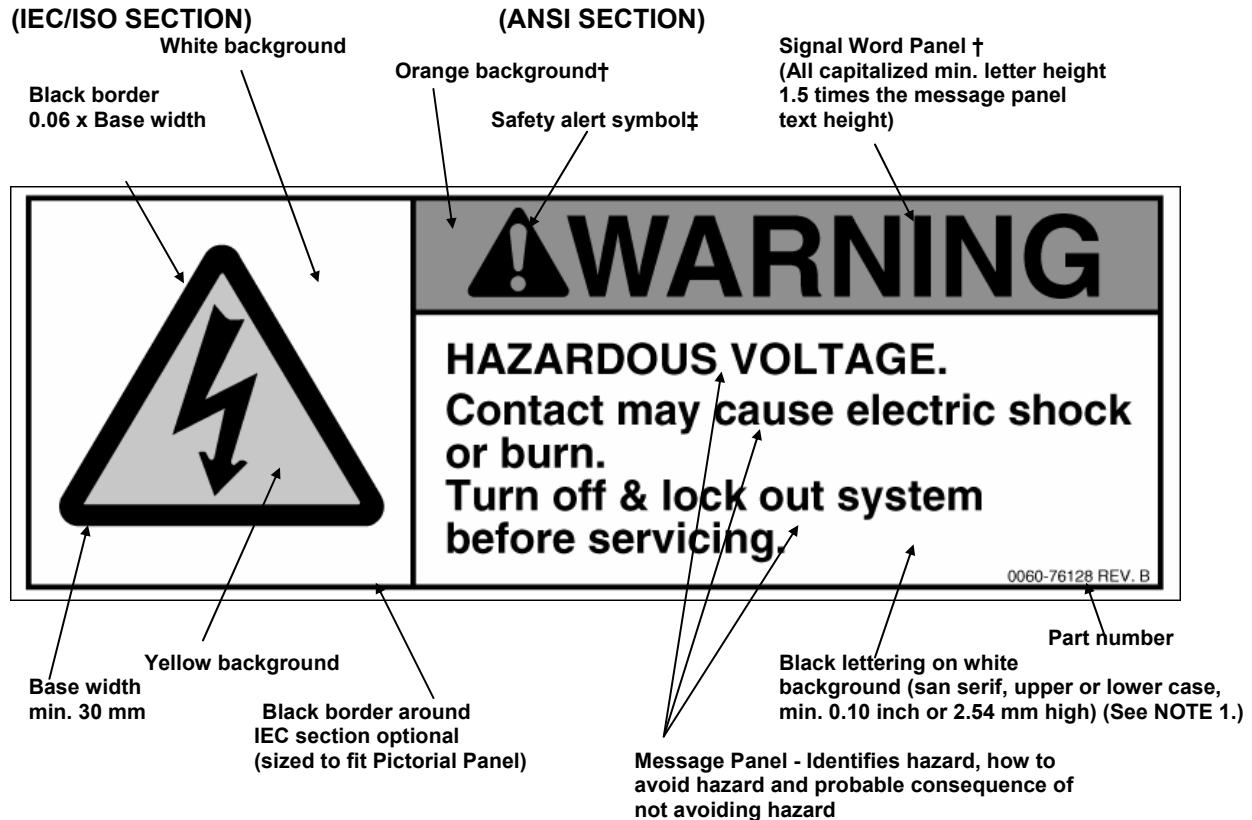 (IEC/ISO SECTION)
(ANSI SECTION)
White background
Black border
0.06 x Base width
Orange background†
Safety alert symbol‡
Signal Word Panel †
(All capitalized min. letter height
1.5 times the message panel
text height)
WARNING
HAZARDOUS VOLTAGE.
Contact may cause electric shock
or burn.
Turn off & lock out system
before servicing.
0060-76128 REV. B
Base width
min. 30 mm
Yellow background
Black border around
IEC section optional
(sized to fit Pictorial Panel)
Message Panel - Identifies hazard, how to
avoid hazard and probable consequence of
not avoiding hazard
Black lettering on white
background (san serif, upper or lower case,
min. 0.10 inch or 2.54 mm high) (See NOTE 1.)
Part number